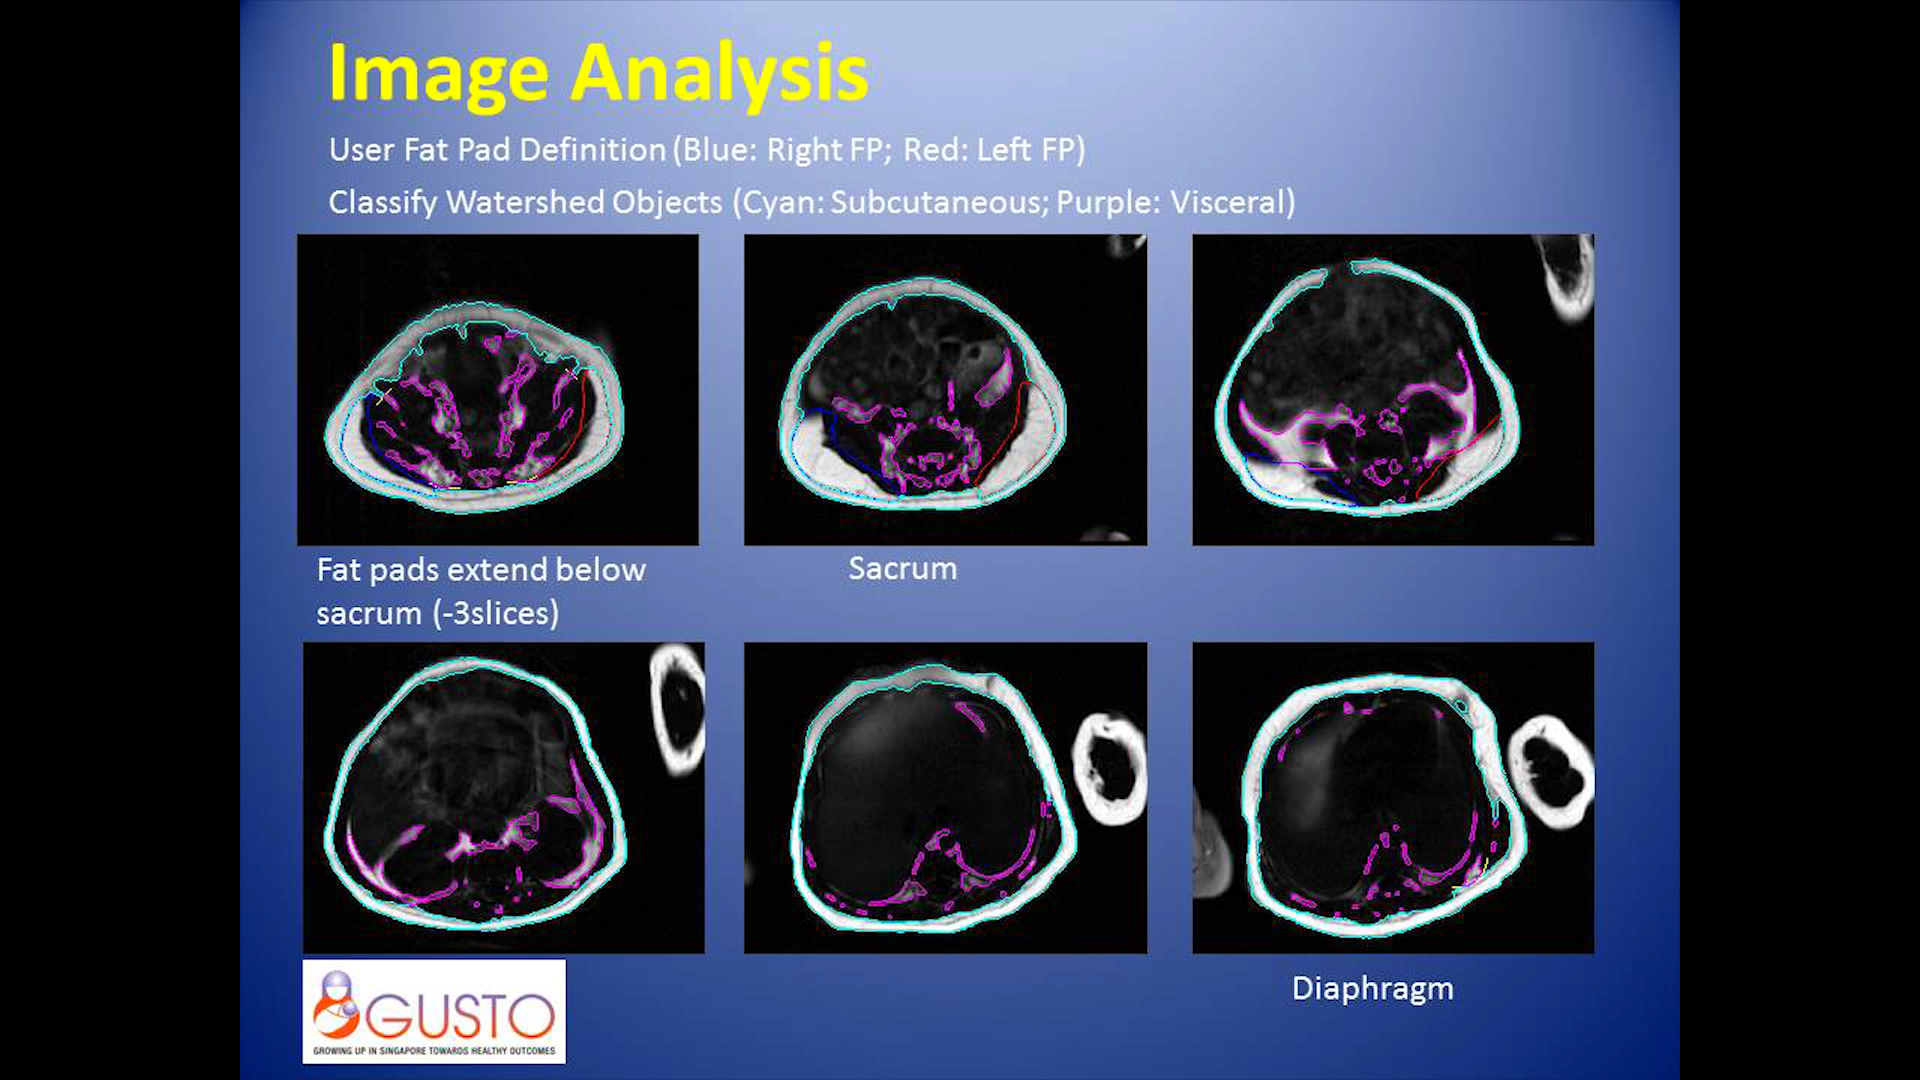 Image Analysis
User Fat Pad Definition (Blue: Right FP; Red: Left FP)
Classify Watershed Objects (Cyan: Subcutaneous; Purple: Visceral)
Fat pads extend below
sacrum (-3slices)
Sacrum
Diaphragm
GUSTO
GROWING UP IN SINGAPORE TOWARDS HEALTHY OUTCOMES